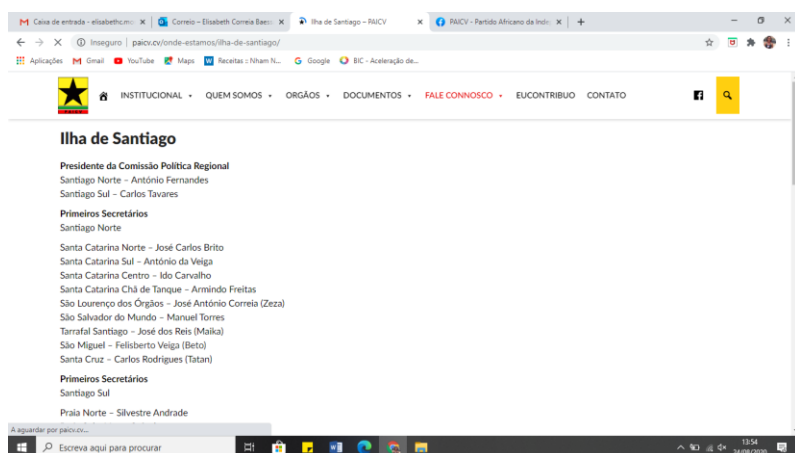 Caixa de entrada - elisabethc.mo
Correio – Elisabeth Correia Baess
Ilha de Santiago – PAICV
PAICV - Partido Africano da Inde
Inseguro | paicv.cv/onde-estamos/ilha-de-santiago/
Aplicações Gmail YouTube Maps Receitas :: Nham N... Google BIC - Aceleração de...
INSTITUCIONAL QUEM SOMOS ORGÃOS DOCUMENTOS FALE CONNOSCO EUCONTRIBUO CONTATO
Ilha de Santiago
Presidente da Comissão Política Regional
Santiago Norte – António Fernandes
Santiago Sul – Carlos Tavares
Primeiros Secretários
Santiago Norte
Santa Catarina Norte – José Carlos Brito
Santa Catarina Sul – António da Veiga
Santa Catarina Centro – Ido Carvalho
Santa Catarina Chã de Tanque – Armindo Freitas
São Lourenço dos Órgãos – José António Correia (Zeza)
São Salvador do Mundo – Manuel Torres
Tarrafal Santiago – José dos Reis (Maika)
São Miguel – Felisberto Veiga (Beto)
Santa Cruz – Carlos Rodrigues (Tatan)
Primeiros Secretários
Santiago Sul
Praia Norte – Silvestre Andrade
A aguardar por paicv.cv...
Escreva aqui para procurar
13:54
24/08/2020